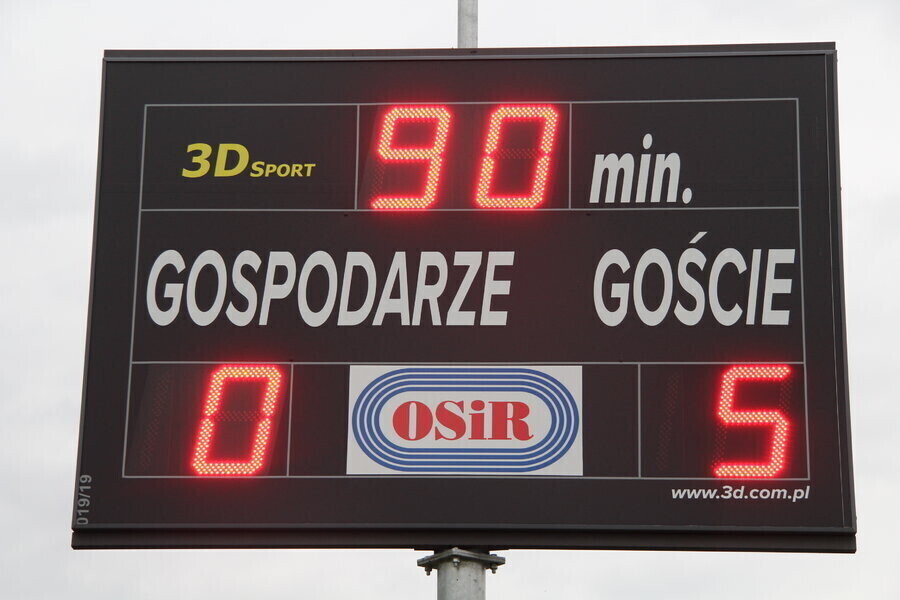 3D SPORT 90 min.
GOSPODARZE GOŚCIE
0 OSiR 5
www.3d.com.pl
019/19